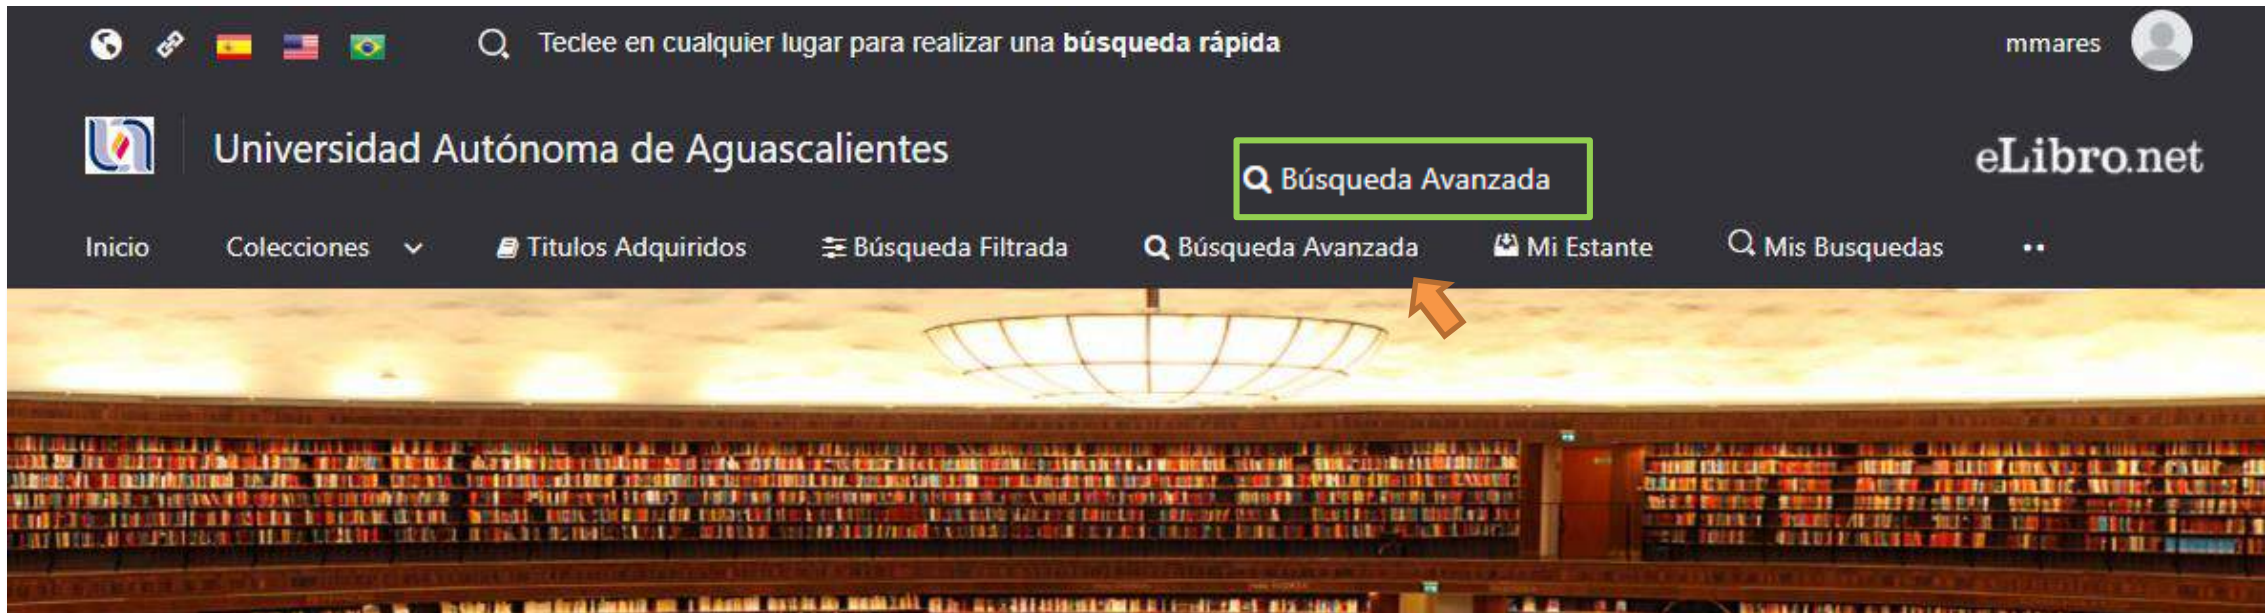 Teclee en cualquier lugar para realizar una búsqueda rápida
mmares
Universidad Autónoma de Aguascalientes
Búsqueda Avanzada
eLibro.net
Inicio Colecciones Titulos Adquiridos Búsqueda Filtrada Búsqueda Avanzada Mi Estante Mis Busquedas